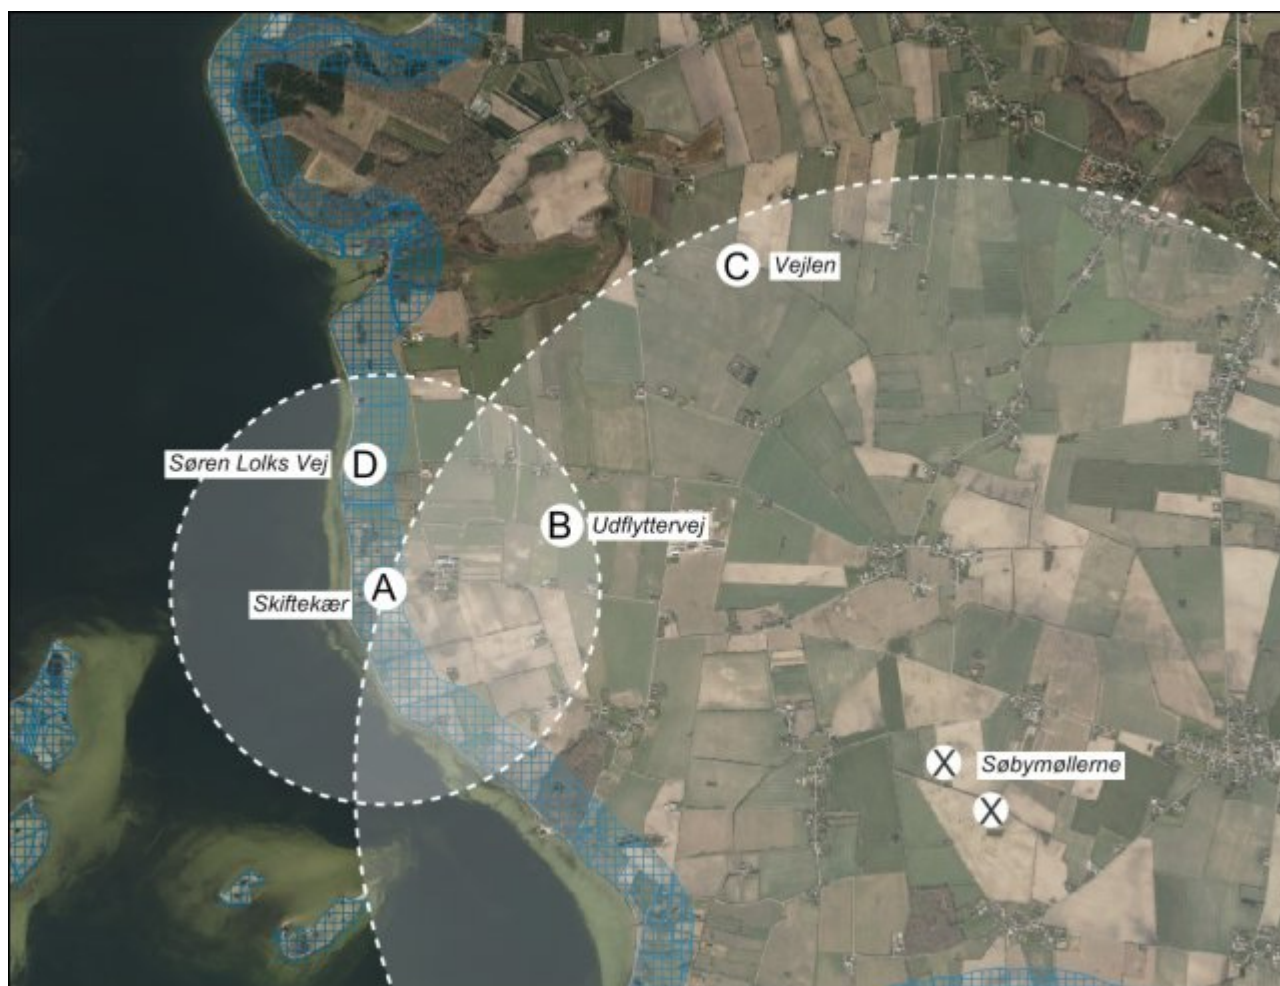 C Vejlen
Søren Lolks Vej D
B Udflyttervej
A
Skiftekær
X Søbymøllerne
X